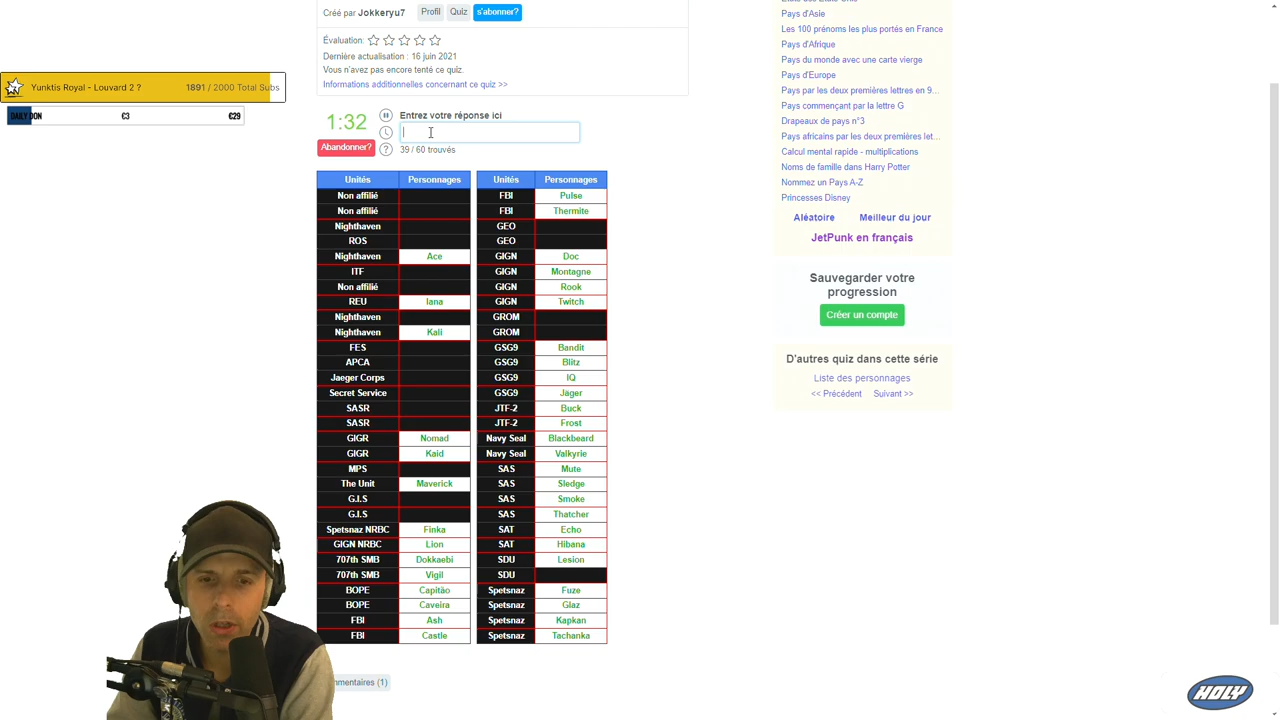 Créé par Jokkeryu7 Profil Quiz s'abonner?
Évaluation:
Dernière actualisation : 16 juin 2021
Vous n'avez pas encore tenté ce quiz.
Informations additionnelles concernant ce quiz >>
Yunktis Royal - Louvard 2 ? 1891 / 2000 Total Subs
DAILY DON €3 €29
1:32
Abandonner?
Entrez votre réponse ici
39 / 60 trouvés
Unités Personnages
Non affilié
Non affilié
Nighthaven
ROS
Nighthaven Ace
ITF
Non affilié
REU Iana
Nighthaven
Nighthaven Kali
FES
APCA
Jaeger Corps
Secret Service
SASR
SASR
GIGR Nomad
GIGR Kaid
MPS
The Unit Maverick
G.I.S
G.I.S
Spetsnaz NRBC Finka
GIGN NRBC Lion
707th SMB Dokkaebi
707th SMB Vigil
BOPE Capitão
BOPE Caveira
FBI Ash
FBI Castle
Unités Personnages
FBI Pulse
FBI Thermite
GEO
GEO
GIGN Doc
GIGN Montagne
GIGN Rook
GIGN Twitch
GROM
GROM
GSG9 Bandit
GSG9 Blitz
GSG9 IQ
GSG9 Jäger
JTF-2 Buck
JTF-2 Frost
Navy Seal Blackbeard
Navy Seal Valkyrie
SAS Mute
SAS Sledge
SAS Smoke
SAS Thatcher
SAT Echo
SAT Hibana
SDU Lesion
SDU
Spetsnaz Fuze
Spetsnaz Glaz
Spetsnaz Kapkan
Spetsnaz Tachanka
mmentaires (1)
Pays d'Asie
Les 100 prénoms les plus portés en France
Pays d'Afrique
Pays du monde avec une carte vierge
Pays d'Europe
Pays par les deux premières lettres en 9...
Pays commençant par la lettre G
Drapeaux de pays n°3
Pays africains par les deux premières let...
Calcul mental rapide - multiplications
Noms de famille dans Harry Potter
Nommez un Pays A-Z
Princesses Disney
Aléatoire Meilleur du jour
JetPunk en français
Sauvegarder votre
progression
Créer un compte
D'autres quiz dans cette série
Liste des personnages
<< Précédent Suivant >>
HOLY